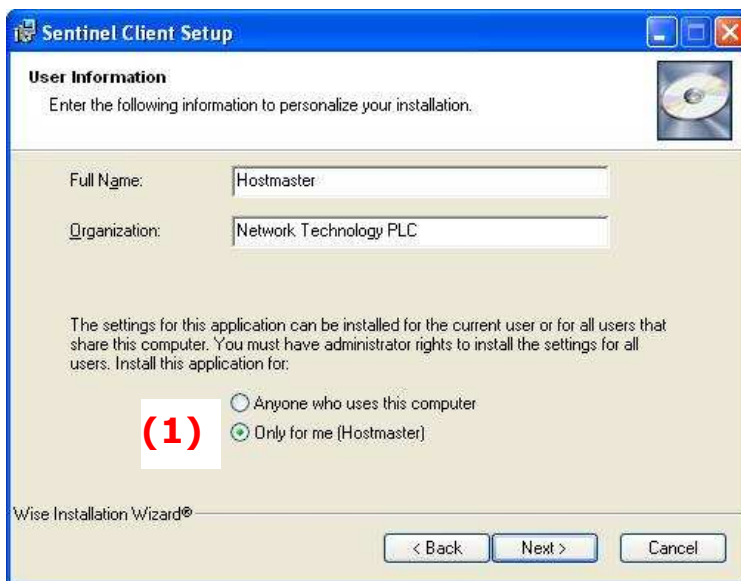 Sentinel Client Setup
User Information
Enter the following information to personalize your installation.
Full Name:
Hostmaster
Organization:
Network Technology PLC
The settings for this application can be installed for the current user or for all users that
share this computer. You must have administrator rights to install the settings for all
users. Install this application for:
Anyone who uses this computer
(1)
Only for me (Hostmaster)
Wise Installation Wizard®
< Back
Next >
Cancel